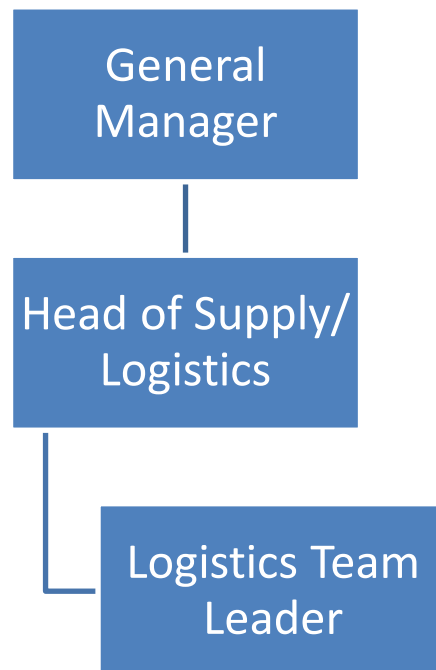 General
Manager
Head of Supply/
Logistics
Logistics Team
Leader